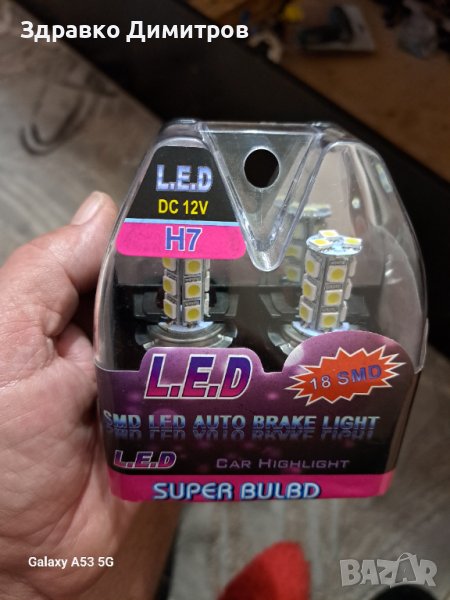 Здравко Димитров
L.E.D
DC 12V
H7
L.E.D
18 SMD
SMD LED AUTO BRAKE LIGHT
L.E.D
CAR HIGHLIGHT
SUPER BULBD
Galaxy A53 5G
BAZAR